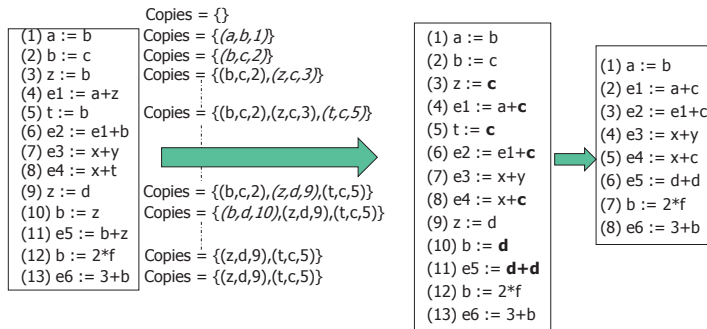 Copies = {}
(1) a := b Copies = {(a,b,1)}
(2) b := c Copies = {(b,c,2)}
(3) z := b Copies = {(b,c,2),(z,c,3)}
(4) e1 := a+z
(5) t := b Copies = {(b,c,2),(z,c,3),(t,c,5)}
(6) e2 := e1+b
(7) e3 := x+y
(8) e4 := x+t
(9) z := d Copies = {(b,c,2),(z,d,9),(t,c,5)}
(10) b := z Copies = {(b,d,10),(z,d,9),(t,c,5)}
(11) e5 := b+z
(12) b := 2*f Copies = {(z,d,9),(t,c,5)}
(13) e6 := 3+b Copies = {(z,d,9),(t,c,5)}
(1) a := b
(2) b := c
(3) z := c
(4) e1 := a+c
(5) t := c
(6) e2 := e1+c
(7) e3 := x+y
(8) e4 := x+c
(9) z := d
(10) b := d
(11) e5 := d+d
(12) b := 2*f
(13) e6 := 3+b
(1) a := b
(2) e1 := a+c
(3) e2 := e1+c
(4) e3 := x+y
(5) e4 := x+c
(6) e5 := d+d
(7) b := 2*f
(8) e6 := 3+b